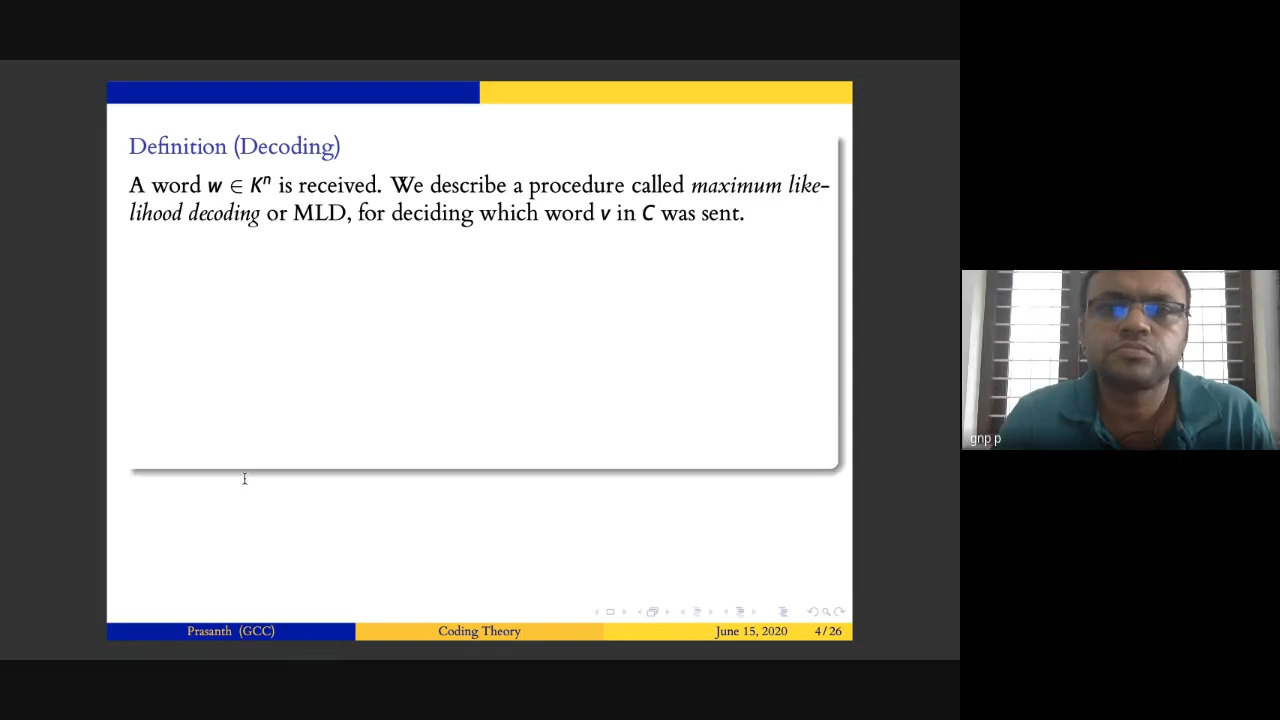 Definition (Decoding)
A word w ∈ Kⁿ is received. We describe a procedure called maximum like-
lihood decoding or MLD, for deciding which word v in C was sent.
gnp p
Prasanth (GCC) Coding Theory June 15, 2020 4/26